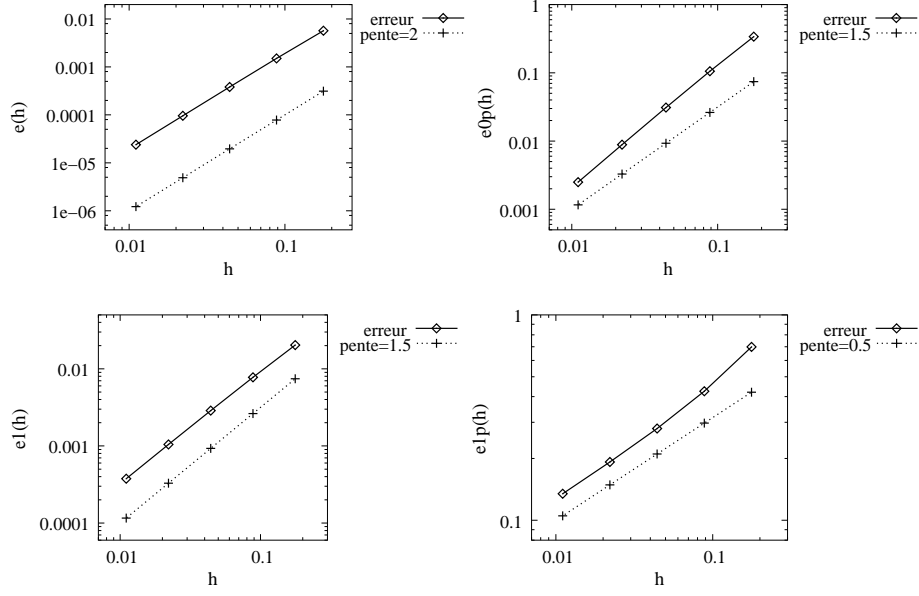 erreur
pente=2
0.01
0.001
0.0001
1e-05
1e-06
e(h)
0.01
0.1
h
erreur
pente=1.5
1
0.1
0.01
0.001
e0p(h)
0.01
0.1
h
erreur
pente=1.5
0.01
0.001
0.0001
e1(h)
0.01
0.1
h
erreur
pente=0.5
1
0.1
e1p(h)
0.01
0.1
h